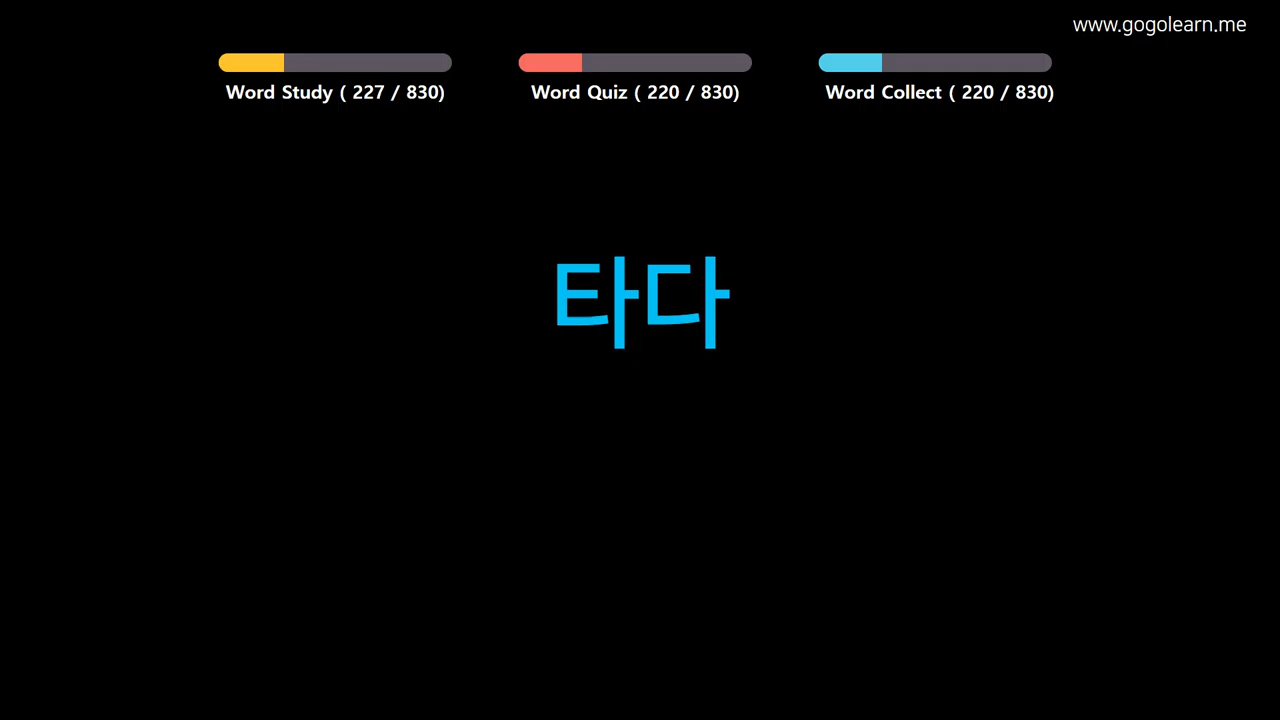 www.gogolearn.me
Word Study ( 227 / 830)
Word Quiz ( 220 / 830)
Word Collect ( 220 / 830)
타다